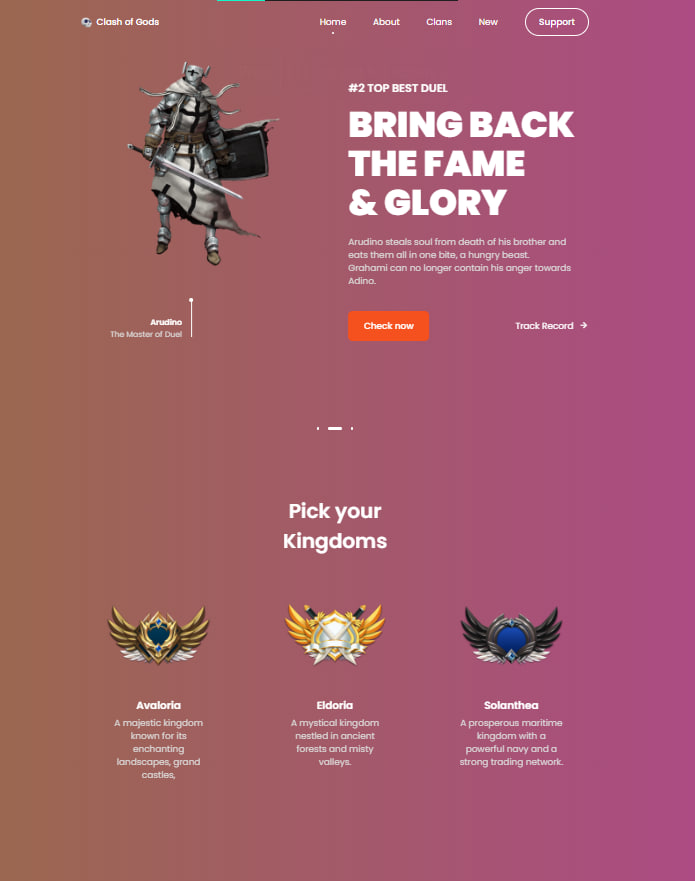 Clash of Gods
Home
About
Clans
New
Support
#2 TOP BEST DUEL
BRING BACK
THE FAME
& GLORY
Arudino steals soul from death of his brother and
eats them all in one bite, a hungry beast.
Grahami can no longer contain his anger towards
Adino.
Check now
Track Record
Arudino
The Master of Duel
Pick your
Kingdoms
Avaloria
A majestic kingdom
known for its
enchanting
landscapes, grand
castles,
Eldoria
A mystical kingdom
nestled in ancient
forests and misty
valleys.
Solanthea
A prosperous maritime
kingdom with a
powerful navy and a
strong trading network.